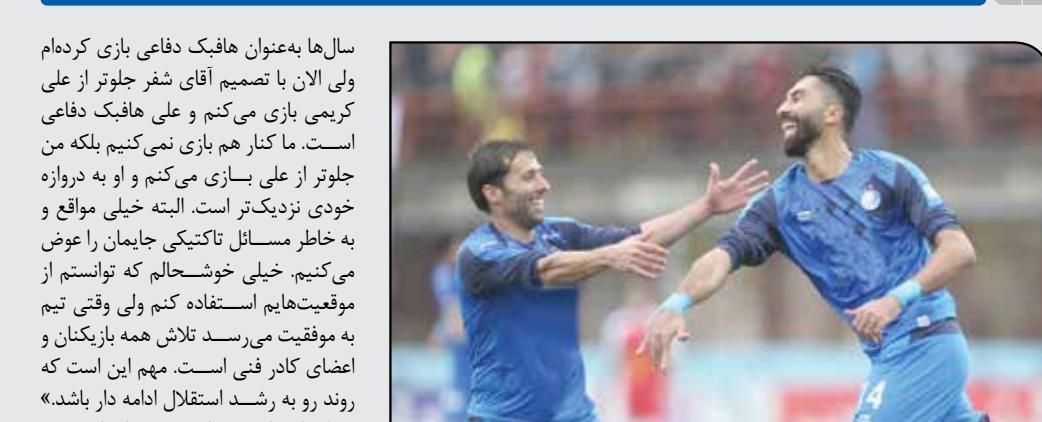 سال‌ها به‌عنوان هافبک دفاعی بازی کرده‌ام
ولی الان با تصمیم آقای شفر جلوتر از علی
کریمی بازی می‌کنم و علی هافبک دفاعی
است. ما کنار هم بازی نمی‌کنیم بلکه من
جلوتر از علی بازی می‌کنم و او به دروازه
خودی نزدیک‌تر است. البته خیلی مواقع و
به خاطر مسائل تاکتیکی جایمان را عوض
می‌کنیم. خیلی خوشحالم که توانستم از
موقعیت‌هایم استفاده کنم ولی وقتی تیم
به موفقیت می‌رسد تلاش همه بازیکنان و
اعضای کادر فنی است. مهم این است که
روند رو به رشد استقلال ادامه دار باشد.»